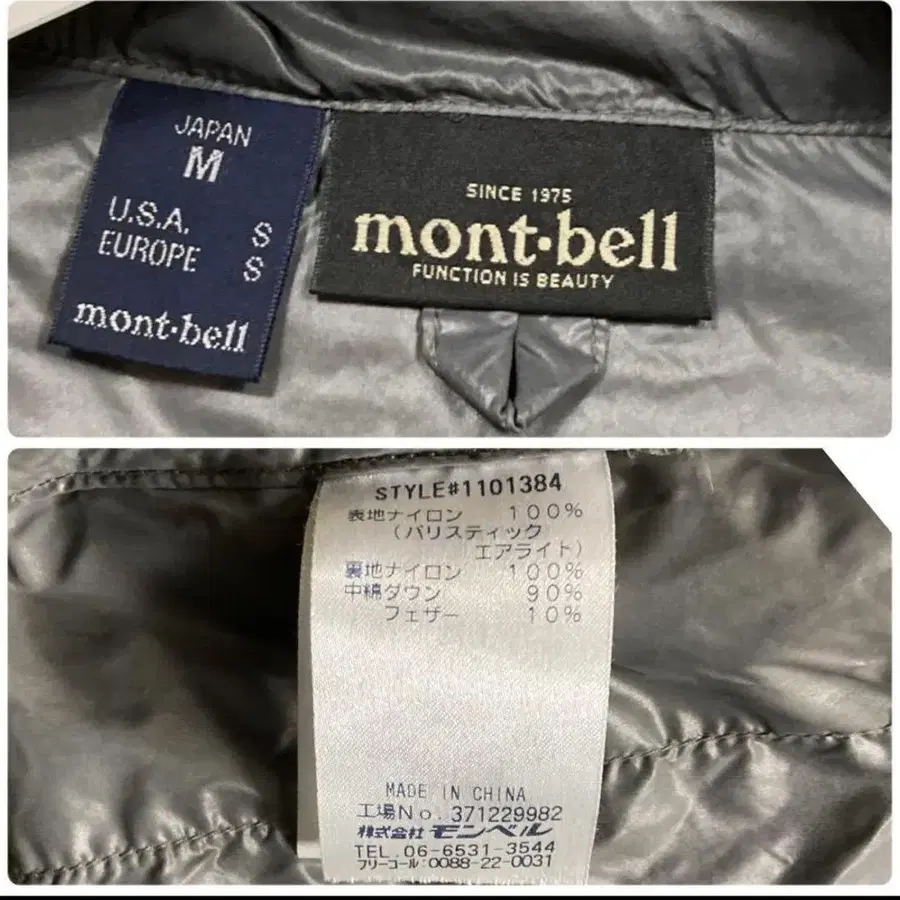 JAPAN
M
U.S.A. S
EUROPE S
mont·bell
SINCE 1975
mont·bell
FUNCTION IS BEAUTY
STYLE#1101384
表地ナイロン 100%
(バリスティック
エアライト)
裏地ナイロン 100%
中綿ダウン 90%
フェザー 10%
MADE IN CHINA
工場No. 371229982
株式会社モンベル
TEL.06-6531-3544
フリーコール:0088-22-0031